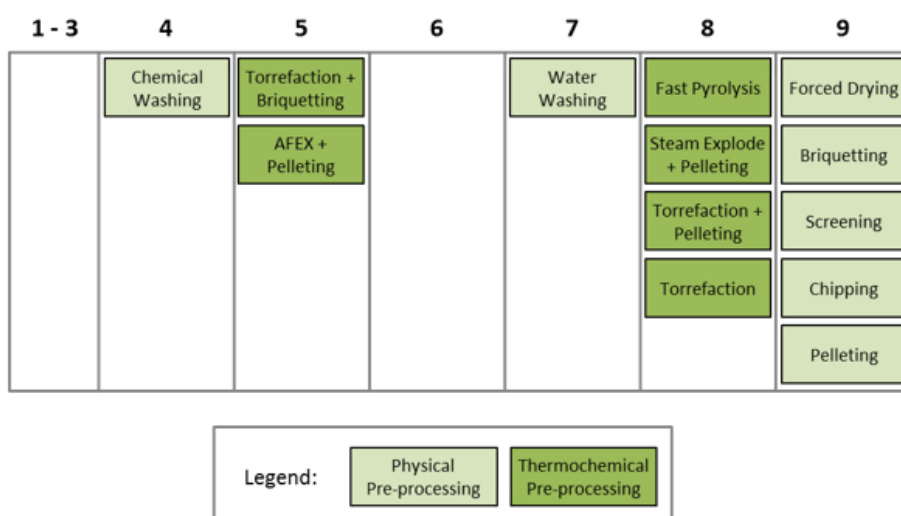 1 - 3 4 5 6 7 8 9
Chemical
Washing
Torrefaction +
Briquetting
AFEX +
Pelleting
Water
Washing
Fast Pyrolysis
Steam Explode
+ Pelleting
Torrefaction +
Pelleting
Torrefaction
Forced Drying
Briquetting
Screening
Chipping
Pelleting
Legend:
Physical
Pre-processing
Thermochemical
Pre-processing